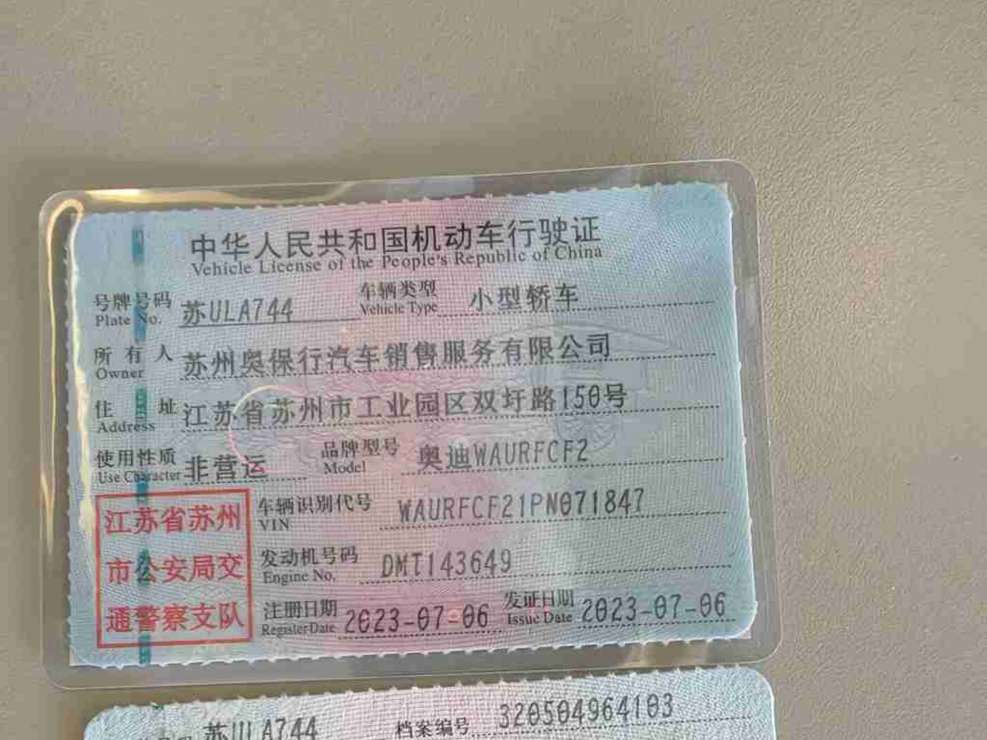 中华人民共和国机动车行驶证
Vehicle License of the People's Republic of China
号牌号码 苏ULA744 车辆类型 小型轿车
Plate No. Vehicle Type
所有人 苏州奥保行汽车销售服务有限公司
Owner
住址 江苏省苏州市工业园区双圩路150号
Address
使用性质 非营运 品牌型号 奥迪WAURFCF2
Use Character Model
江苏省苏州
市公安局交
通警察支队
车辆识别代号 WAURFCF21PN071847
VIN
发动机号码 DMT143649
Engine No.
注册日期 2023-07-06 发证日期 2023-07-06
Register Date Issue Date
苏ULA744 档案编号 320504964103